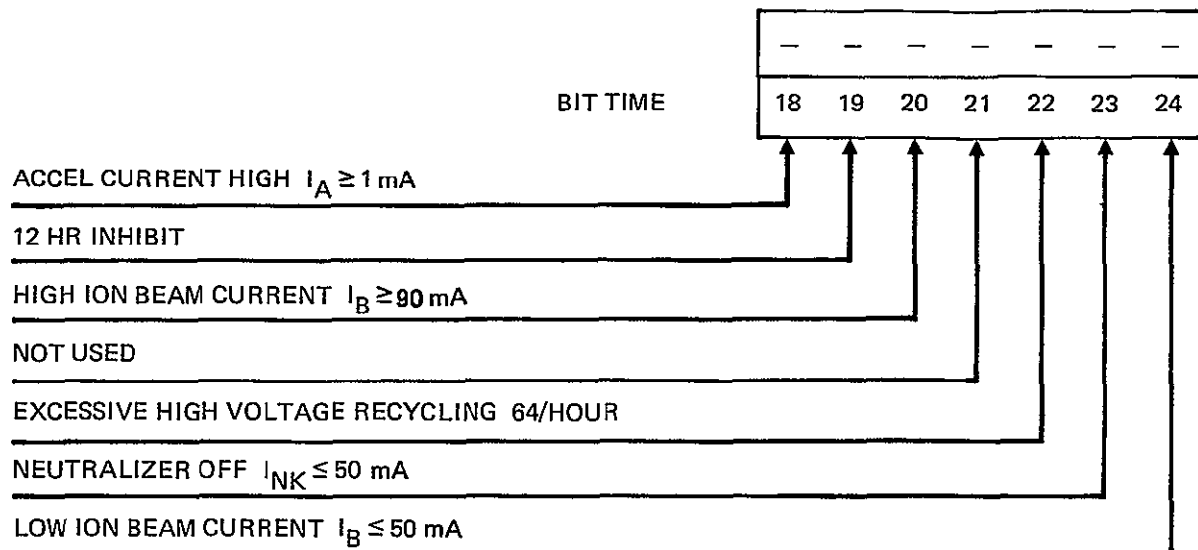 — — — — — — —
BIT TIME 18 19 20 21 22 23 24
ACCEL CURRENT HIGH I_A ≥ 1 mA
12 HR INHIBIT
HIGH ION BEAM CURRENT I_B ≥ 90 mA
NOT USED
EXCESSIVE HIGH VOLTAGE RECYCLING 64/HOUR
NEUTRALIZER OFF I_NK ≤ 50 mA
LOW ION BEAM CURRENT I_B ≤ 50 mA